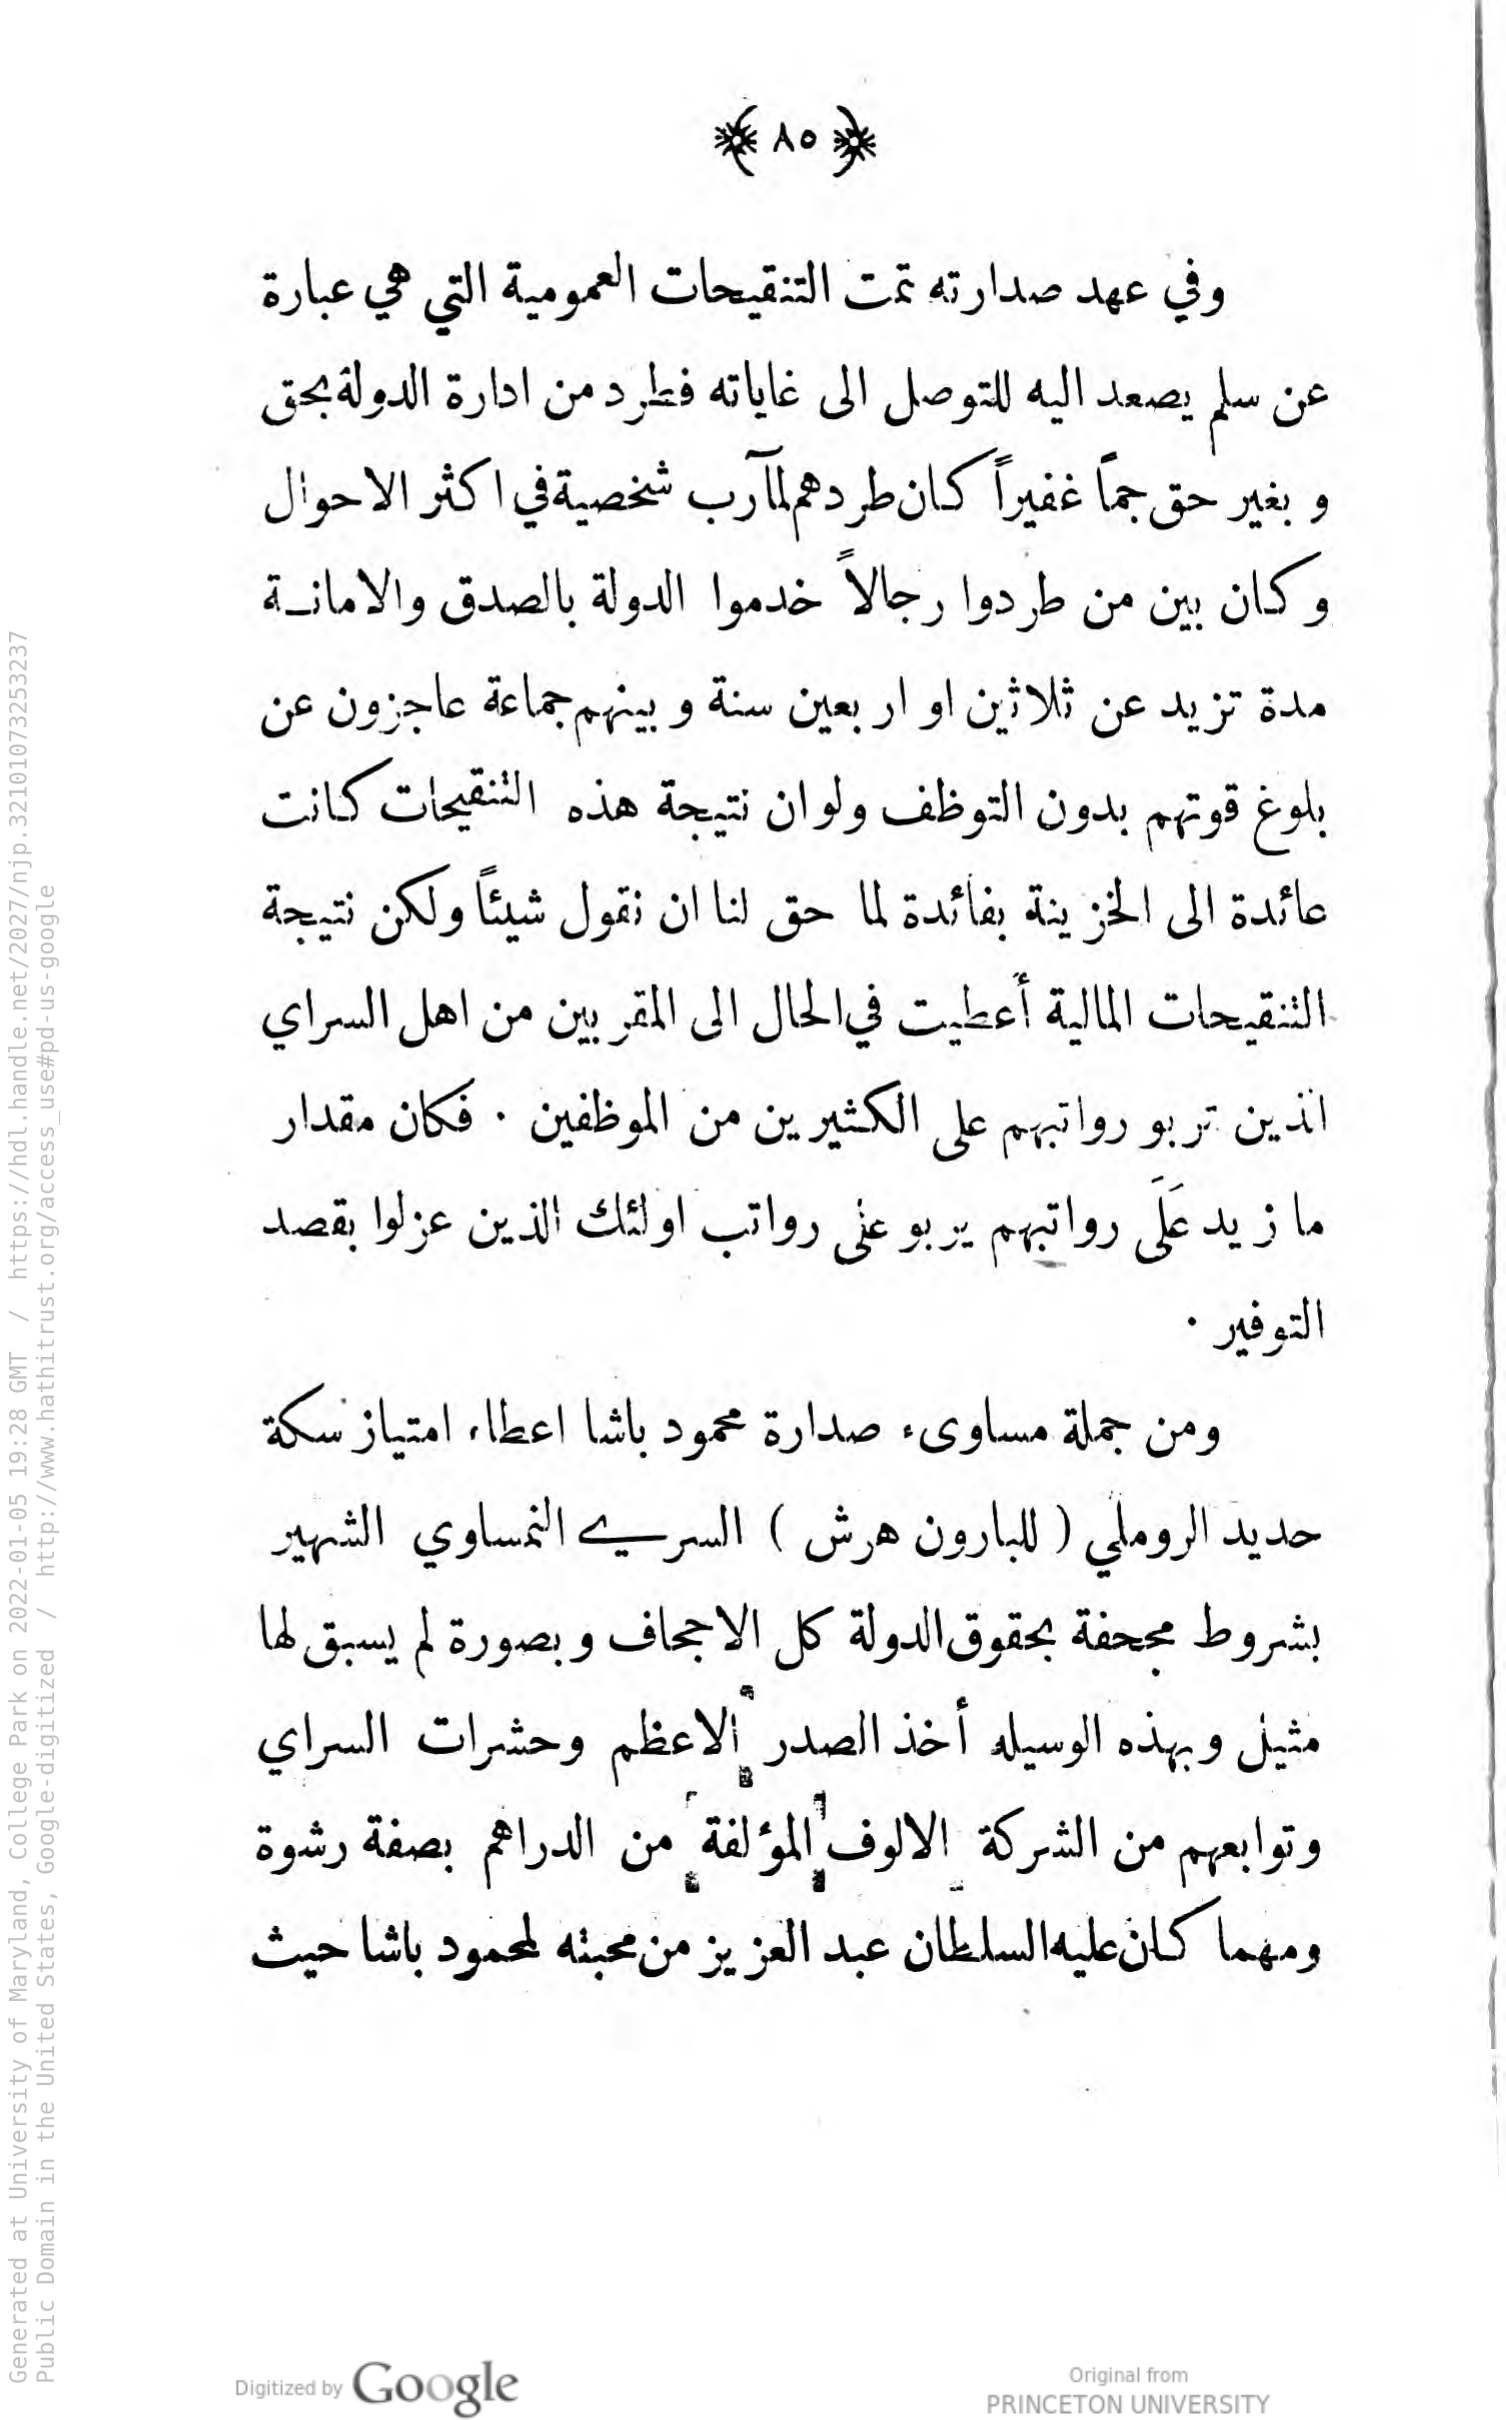 ﴿ ٨٥ ﴾
وفي عهد صدارته تمت التنقيحات العمومية التي هي عبارة
عن سلم يصعد اليه للتوصل الى غاياته فطرد من ادارة الدولة بحق
وبغير حق جماً غفيراً كان طردهم لمآرب شخصية في اكثر الاحوال
وكان بين من طردوا رجالاً خدموا الدولة بالصدق والامانـة
مدة تزيد عن ثلاثين او اربعين سنة وبينهم جماعة عاجزون عن
بلوغ قوتهم بدون التوظف ولو ان نتيجة هذه التنقيحات كانت
عائدة الى الخزينة بفائدة لما حق لنا ان نقول شيئاً ولكن نتيجة
التنقيحات المالية أعطيت في الحال الى المقربين من اهل السراي
الذين تربو رواتبهم على الكثيرين من الموظفين . فكان مقدار
ما زيد عَلَى رواتبهم يربو على رواتب اولئك الذين عزلوا بقصد
التوفير .
ومن جملة مساوىء صدارة محمود باشا اعطاء امتياز سكة
حديد الروملي ( للبارون هرش ) السري النمساوي الشهير
بشروط مجحفة بحقوق الدولة كل الاجحاف وبصورة لم يسبق لها
مثيل وبهذه الوسيله أخذ الصدر الاعظم وحشرات السراي
وتوابعهم من الشركة الالوف المؤلفة من الدراهم بصفة رشوة
ومهما كان عليه السلطان عبد العزيز من محبته لمحمود باشا حيث
Generated at University of Maryland, College Park on 2022-01-05 19:28 GMT / https://hdl.handle.net/2027/njp.32101073253237
Public Domain in the United States, Google-digitized / http://www.hathitrust.org/access_use#pd-us-google
Digitized by Google
Original from
PRINCETON UNIVERSITY